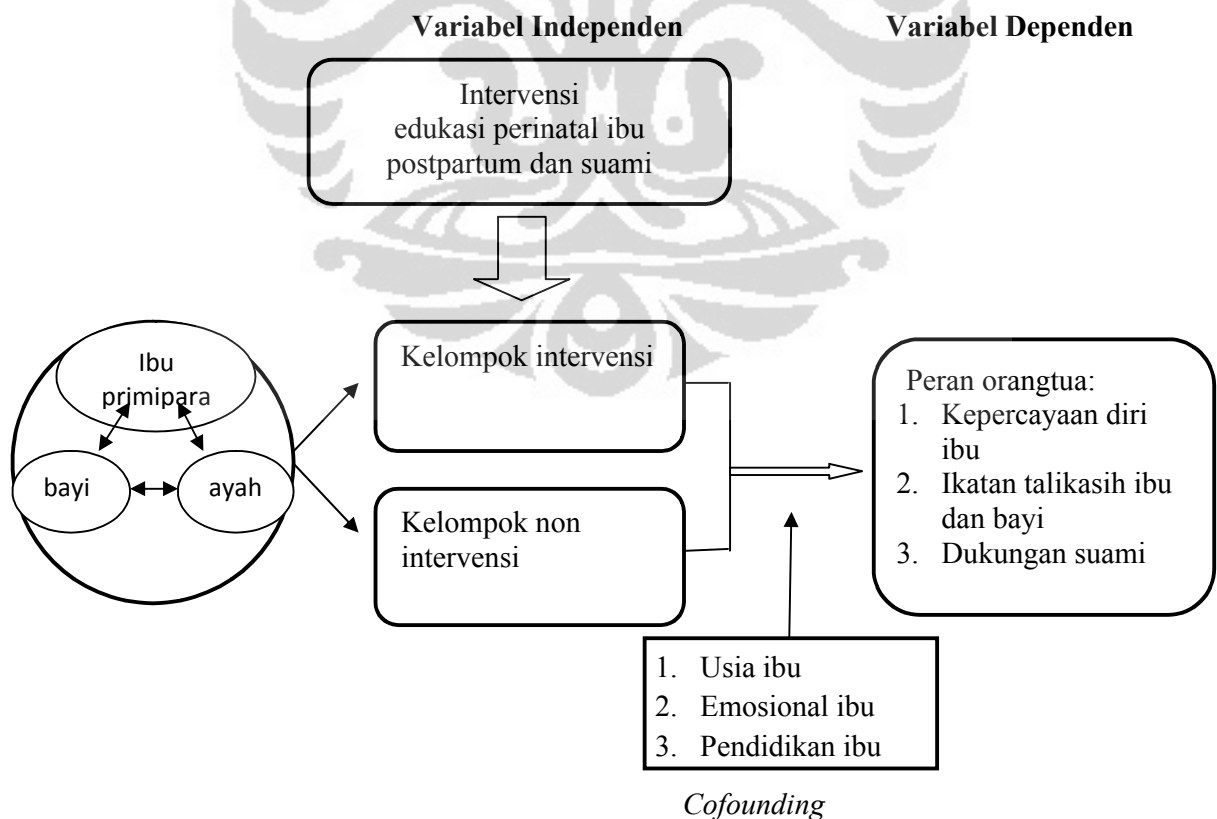 Variabel Independen
Variabel Dependen
Intervensi
edukasi perinatal ibu
postpartum dan suami
Ibu
primipara
bayi
ayah
Kelompok intervensi
Kelompok non
intervensi
Peran orangtua:
1. Kepercayaan diri
ibu
2. Ikatan talikasih ibu
dan bayi
3. Dukungan suami
1. Usia ibu
2. Emosional ibu
3. Pendidikan ibu
Cofounding